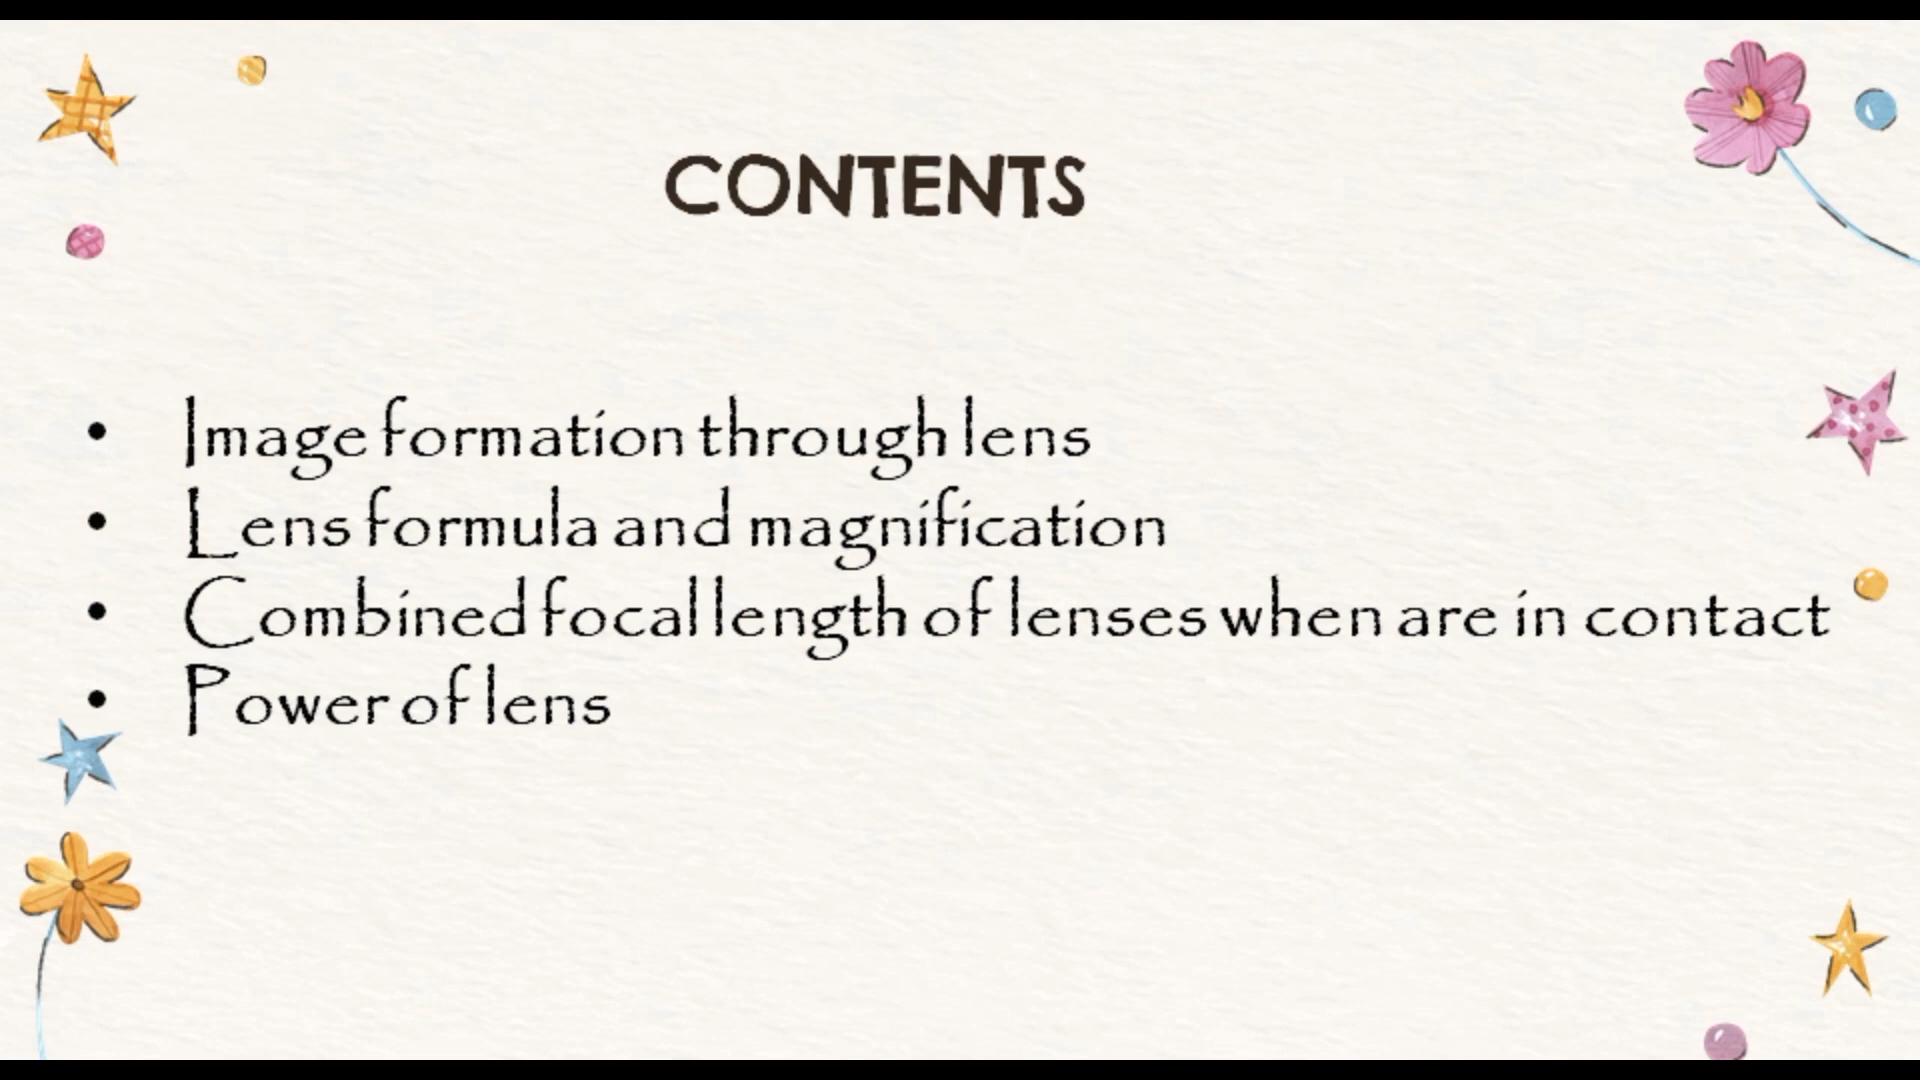 CONTENTS
• Image formation through lens
• Lens formula and magnification
• Combined focal length of lenses when are in contact
• Power of lens